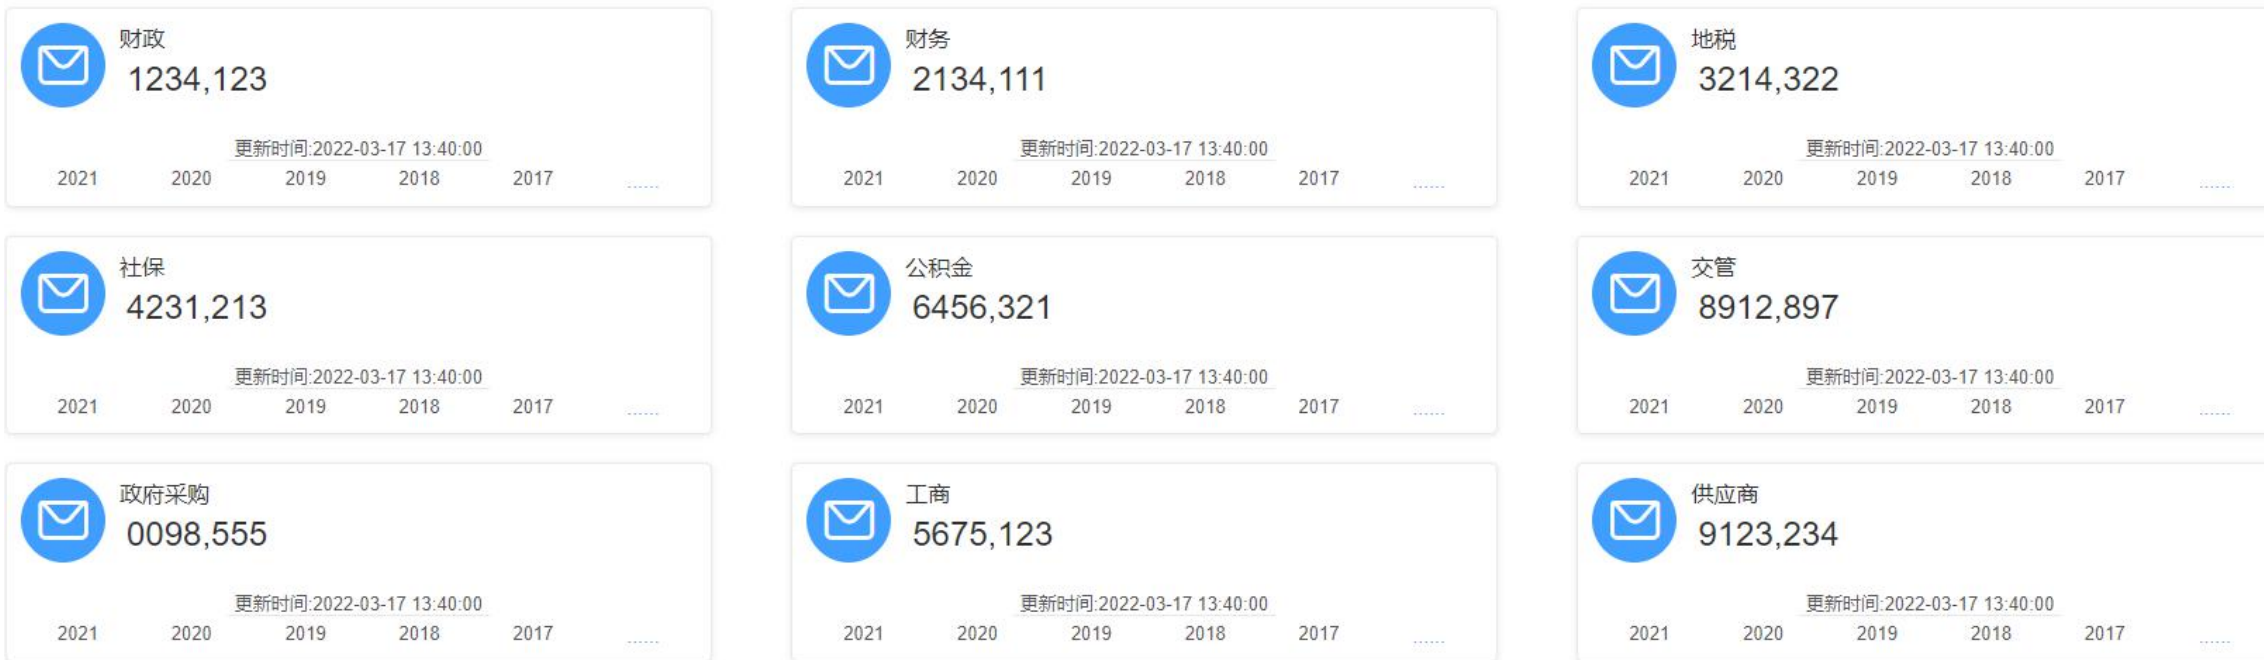 财政
1234,123
更新时间:2022-03-17 13:40:00
2021 2020 2019 2018 2017 ......
财务
2134,111
更新时间:2022-03-17 13:40:00
2021 2020 2019 2018 2017 ......
地税
3214,322
更新时间:2022-03-17 13:40:00
2021 2020 2019 2018 2017 ......
社保
4231,213
更新时间:2022-03-17 13:40:00
2021 2020 2019 2018 2017 ......
公积金
6456,321
更新时间:2022-03-17 13:40:00
2021 2020 2019 2018 2017 ......
交管
8912,897
更新时间:2022-03-17 13:40:00
2021 2020 2019 2018 2017 ......
政府采购
0098,555
更新时间:2022-03-17 13:40:00
2021 2020 2019 2018 2017 ......
工商
5675,123
更新时间:2022-03-17 13:40:00
2021 2020 2019 2018 2017 ......
供应商
9123,234
更新时间:2022-03-17 13:40:00
2021 2020 2019 2018 2017 ......